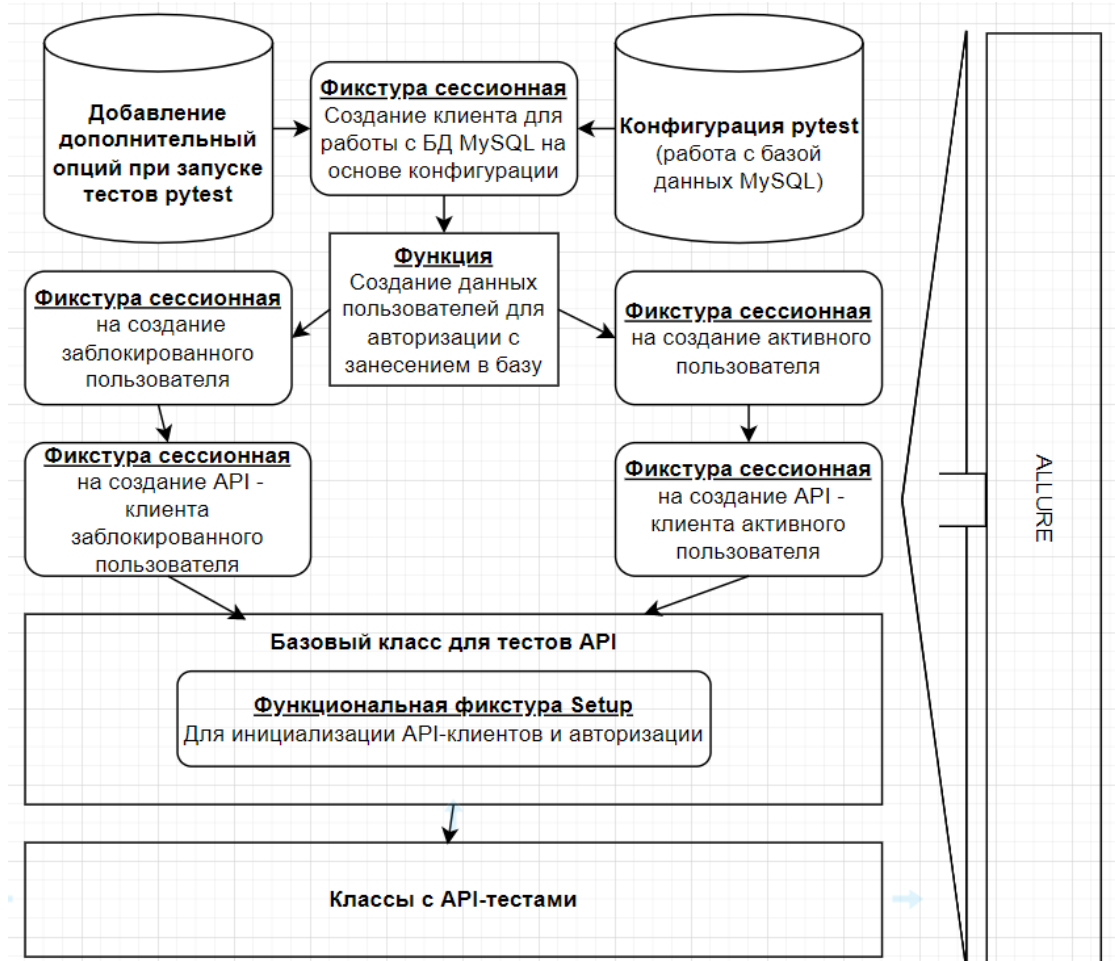 Добавление
дополнительный
опций при запуске
тестов pytest
Фикстура сессионная
Создание клиента для
работы с БД MySQL на
основе конфигурации
Конфигурация pytest
(работа с базой
данных MySQL)
Функция
Создание данных
пользователей для
авторизации с
занесением в базу
Фикстура сессионная
на создание
заблокированного
пользователя
Фикстура сессионная
на создание активного
пользователя
Фикстура сессионная
на создание API -
клиента
заблокированного
пользователя
Фикстура сессионная
на создание API -
клиента активного
пользователя
Базовый класс для тестов API
Функциональная фикстура Setup
Для инициализации API-клиентов и авторизации
Классы с API-тестами
ALLURE